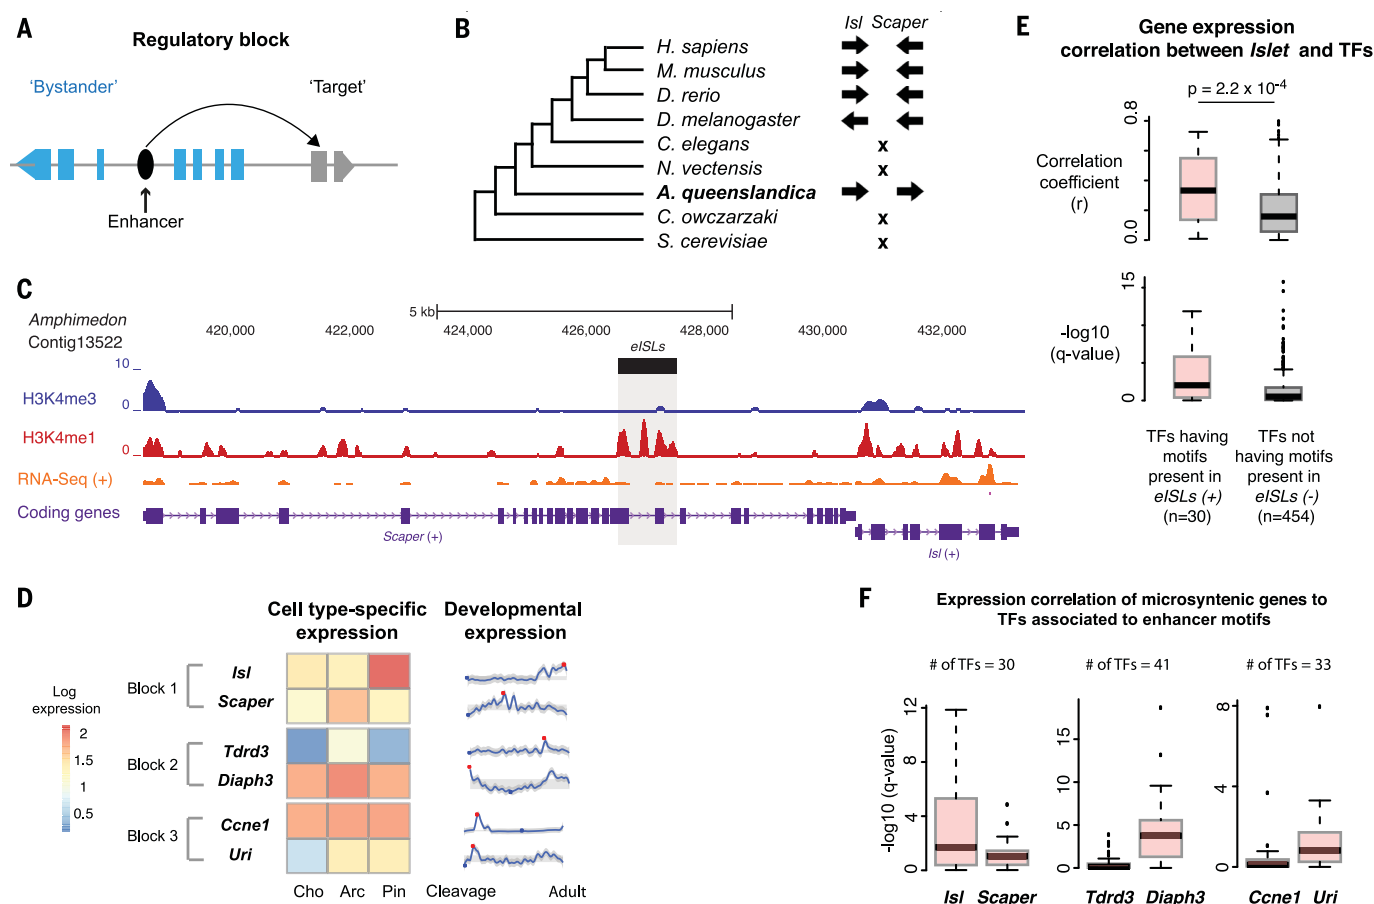 A
Regulatory block
'Bystander'
'Target'
Enhancer
B
Isl Scaper
H. sapiens
M. musculus
D. rerio
D. melanogaster
C. elegans x
N. vectensis x
A. queenslandica
C. owczarzaki x
S. cerevisiae x
C
Amphimedon
Contig13522
5 kb
420,000 422,000 424,000 426,000 428,000 430,000 432,000
eISLs
10
H3K4me3
0
H3K4me1
0
RNA-Seq (+)
Coding genes
Scaper (+)
Isl (+)
D
Cell type-specific
expression
Developmental
expression
Log
expression
2
1.5
1
0.5
Block 1
Isl
Scaper
Block 2
Tdrd3
Diaph3
Block 3
Ccne1
Uri
Cho Arc Pin
Cleavage Adult
E
Gene expression
correlation between Islet and TFs
p = 2.2 x 10-4
Correlation
coefficient
(r)
0.8
0.0
-log10
(q-value)
15
0
TFs having
motifs
present in
eISLs (+)
(n=30)
TFs not
having motifs
present in
eISLs (-)
(n=454)
F
Expression correlation of microsyntenic genes to
TFs associated to enhancer motifs
# of TFs = 30
# of TFs = 41
# of TFs = 33
-log10 (q-value)
12
8
4
0
Isl Scaper
15
10
5
0
Tdrd3 Diaph3
8
4
0
Ccne1 Uri